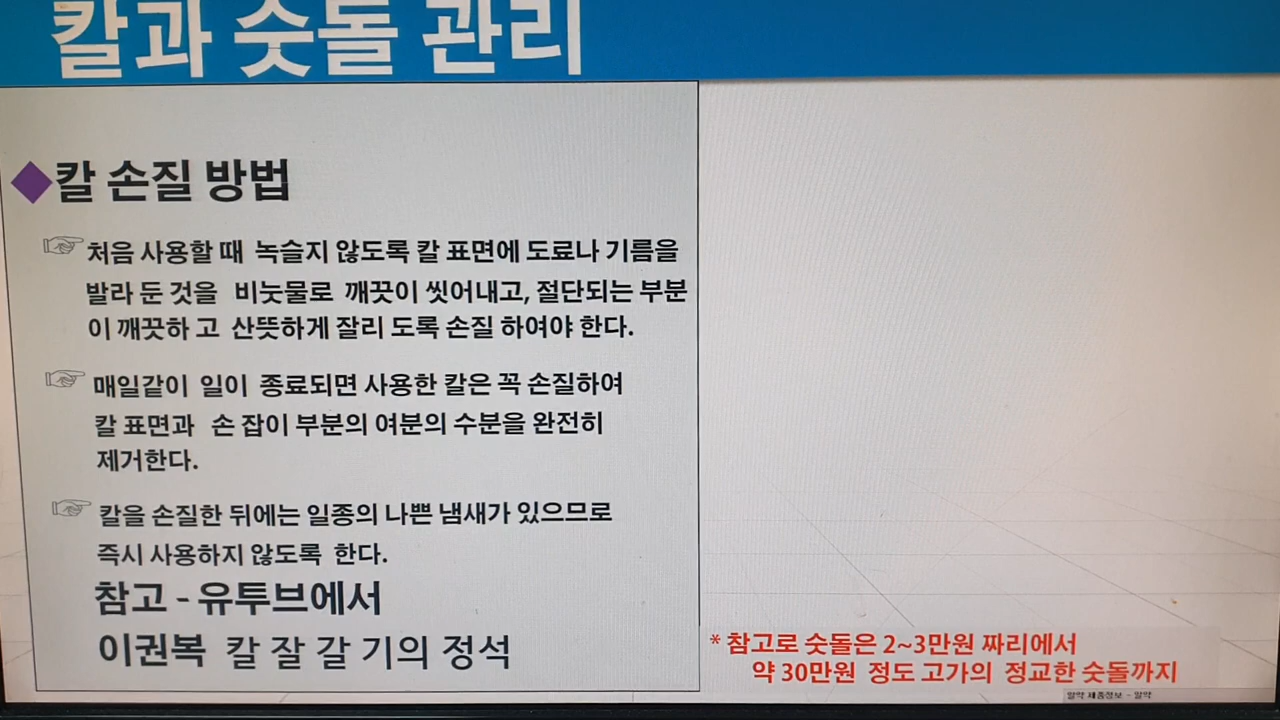 칼과 숫돌 관리
◆칼 손질 방법
☞ 처음 사용할 때 녹슬지 않도록 칼 표면에 도료나 기름을
발라 둔 것을 비눗물로 깨끗이 씻어내고, 절단되는 부분
이 깨끗하 고 산뜻하게 잘리 도록 손질 하여야 한다.
☞ 매일같이 일이 종료되면 사용한 칼은 꼭 손질하여
칼 표면과 손 잡이 부분의 여분의 수분을 완전히
제거한다.
☞ 칼을 손질한 뒤에는 일종의 나쁜 냄새가 있으므로
즉시 사용하지 않도록 한다.
참고 - 유투브에서
이권복 칼 잘 갈 기의 정석
* 참고로 숫돌은 2~3만원 짜리에서
약 30만원 정도 고가의 정교한 숫돌까지
알약 제품정보 - 알약